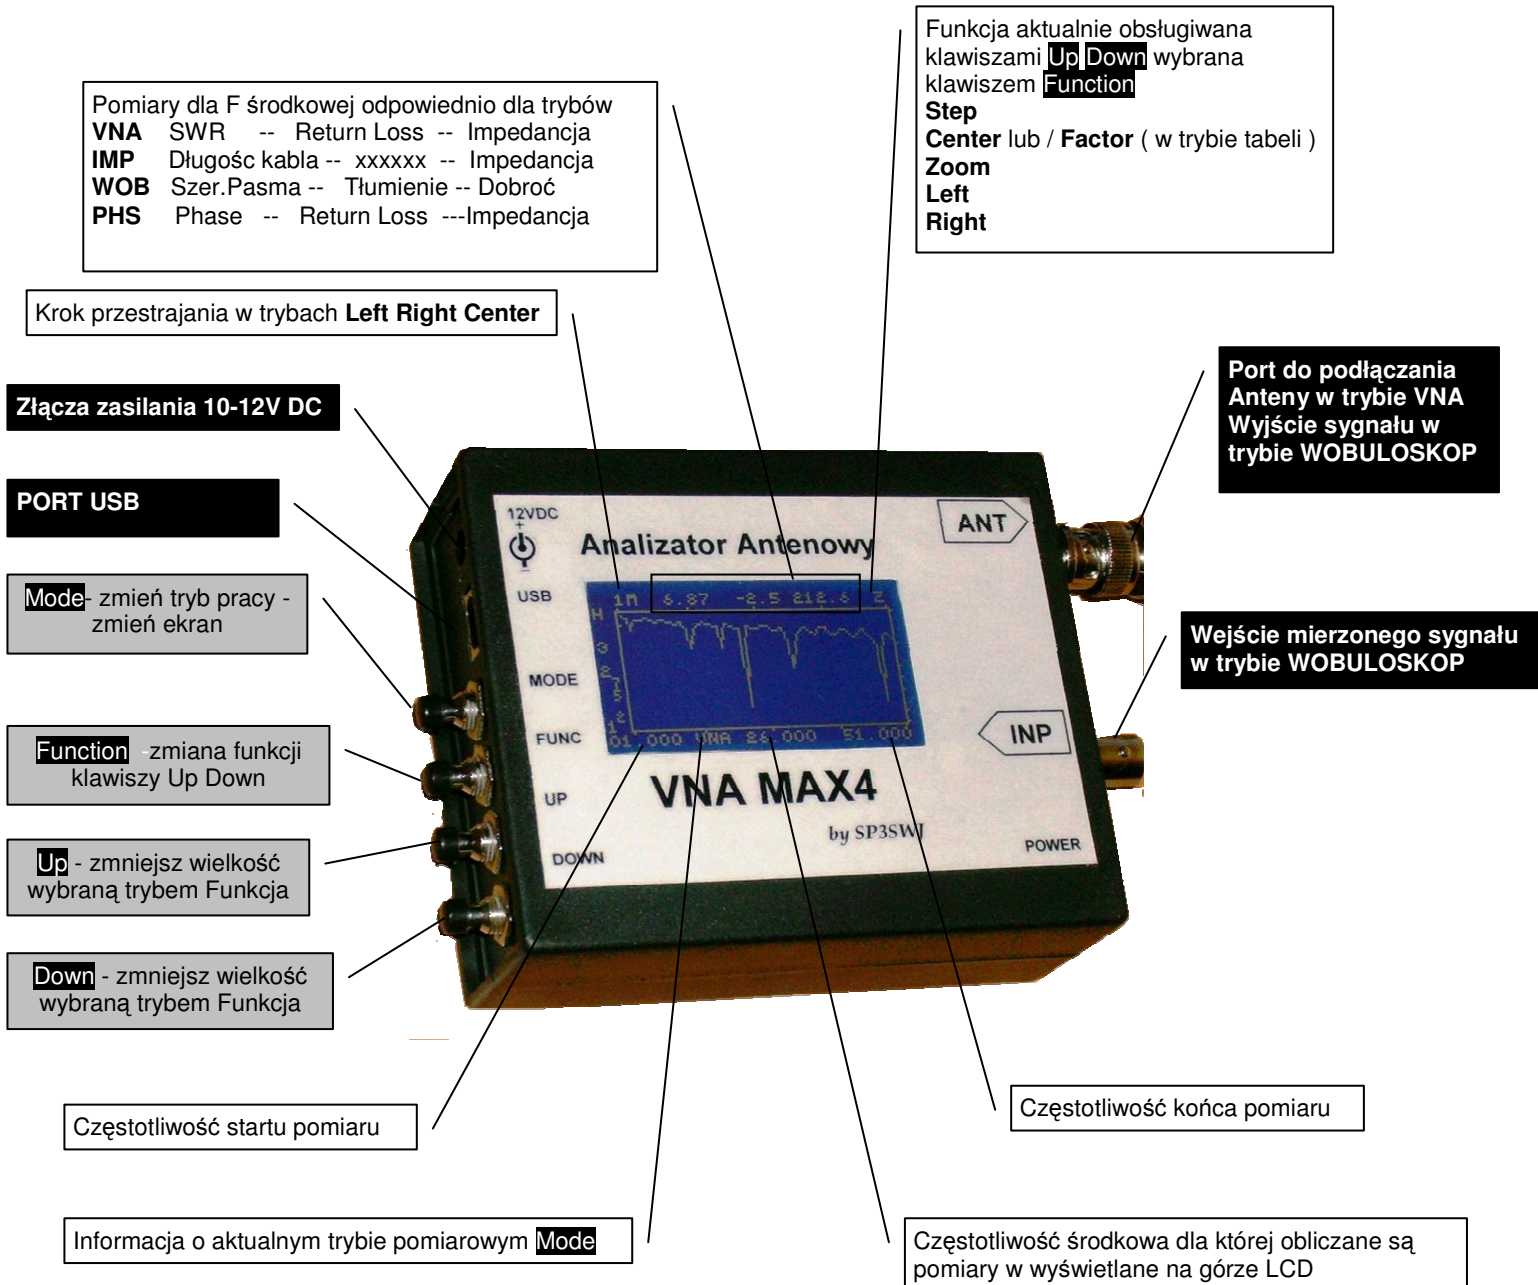 Funkcja aktualnie obsługiwana
klawiszami Up Down wybrana
klawiszem Function
Step
Center lub / Factor ( w trybie tabeli )
Zoom
Left
Right
Pomiary dla F środkowej odpowiednio dla trybów
VNA SWR -- Return Loss -- Impedancja
IMP Długośc kabla -- xxxxxx -- Impedancja
WOB Szer.Pasma -- Tłumienie -- Dobroć
PHS Phase -- Return Loss ---Impedancja
Krok przestrajania w trybach Left Right Center
Złącza zasilania 10-12V DC
PORT USB
Mode- zmień tryb pracy -
zmień ekran
Function -zmiana funkcji
klawiszy Up Down
Up - zmniejsz wielkość
wybraną trybem Funkcja
Down - zmniejsz wielkość
wybraną trybem Funkcja
Port do podłączania
Anteny w trybie VNA
Wyjście sygnału w
trybie WOBULOSKOP
Wejście mierzonego sygnału
w trybie WOBULOSKOP
12VDC
+
-
Analizator Antenowy
ANT
USB
6.87 -2.5 212.6
MODE
FUNC
UP
DOWN
01.000 VNA 26.000 51.000
INP
VNA MAX4
by SP3SWJ
POWER
Częstotliwość startu pomiaru
Częstotliwość końca pomiaru
Informacja o aktualnym trybie pomiarowym Mode
Częstotliwość środkowa dla której obliczane są
pomiary w wyświetlane na górze LCD